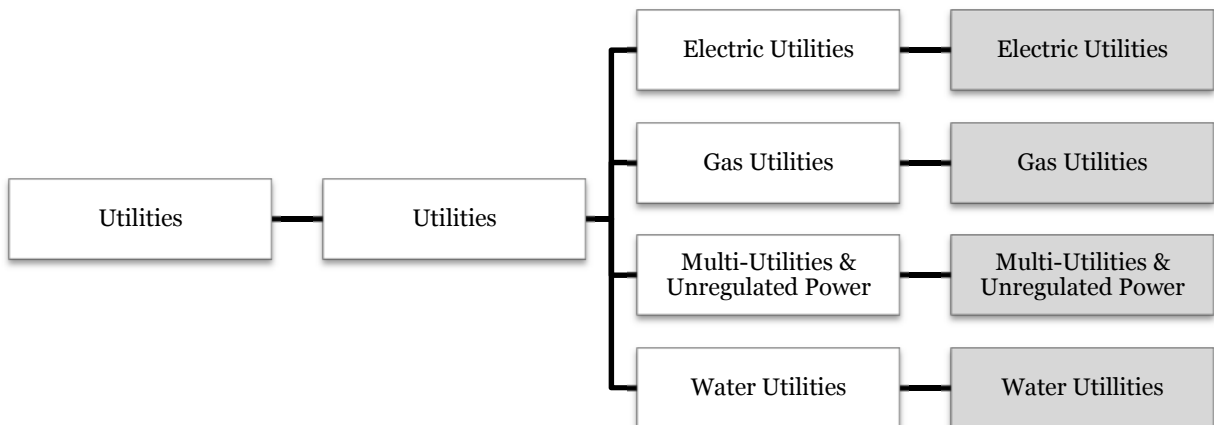 Electric Utilities
Electric Utilities
Gas Utilities
Gas Utilities
Utilities
Utilities
Multi-Utilities &
Unregulated Power
Multi-Utilities &
Unregulated Power
Water Utilities
Water Utillities